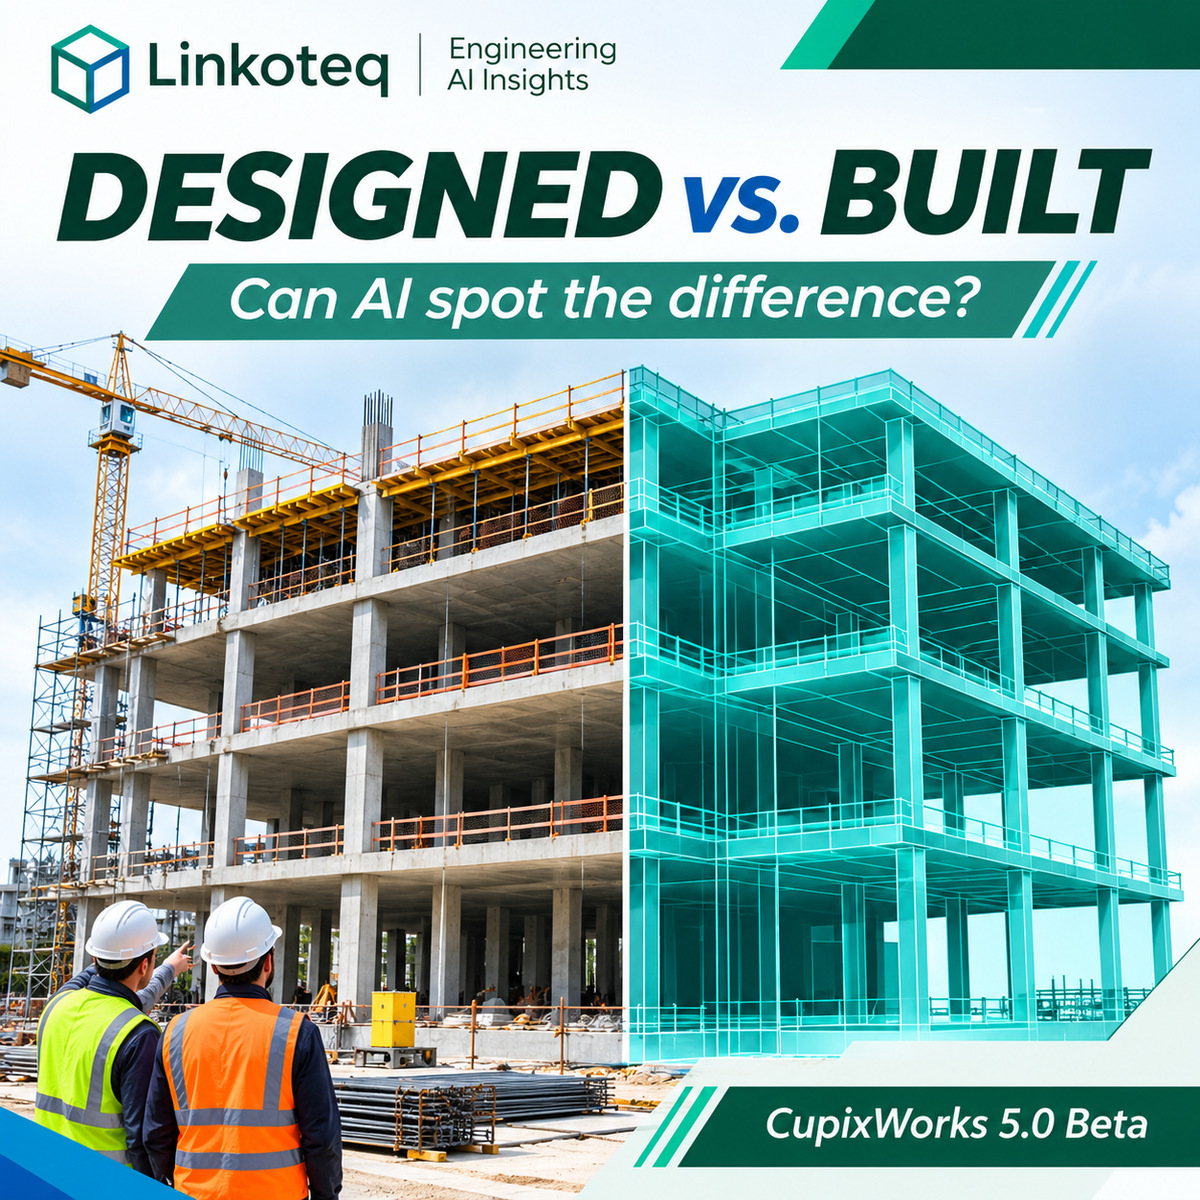 Linkoteq
Engineering
AI Insights
DESIGNED vs. BUILT
Can AI spot the difference?
CupixWorks 5.0 Beta